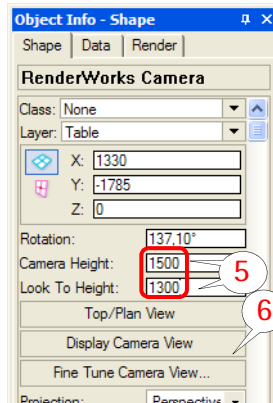 Object Info - Shape
Shape Data Render
RenderWorks Camera
Class: None
Layer: Table
X: 1330
Y: -1785
Z: 0
Rotation: 137,10°
Camera Height: 1500
5
Look To Height: 1300
6
Top/Plan View
Display Camera View
Fine Tune Camera View...
Projection: Perspective